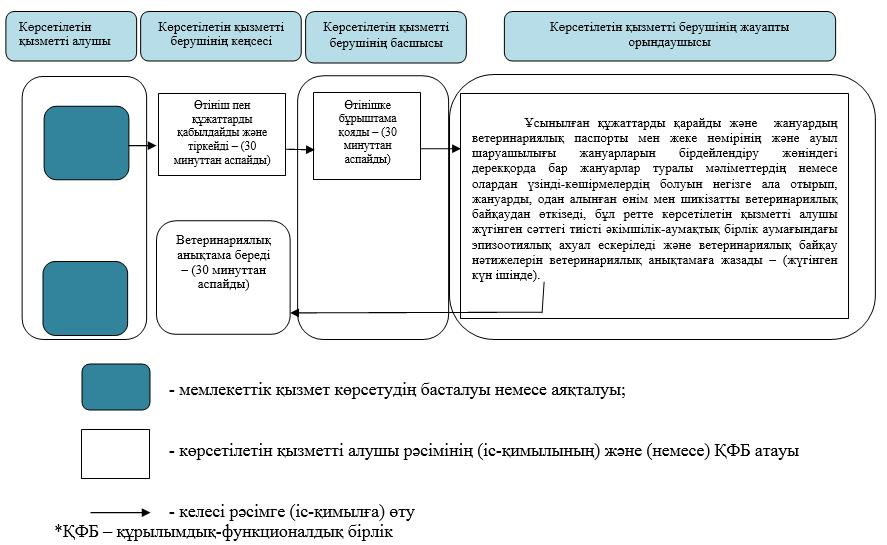 Көрсетілетін
қызметті алушы
Көрсетілетін қызметті
берушінің кеңсесі
Көрсетілетін қызметті
берушінің басшысы
Көрсетілетін қызметті берушінің жауапты
орындаушысы
Өтініш пен
құжаттарды
қабылдайды және
тіркейді – (30
минуттан аспайды)
Өтінішке
бұрыштама
қояды – (30
минуттан
аспайды)
Ұсынылған құжаттарды қарайды және жануардың
ветеринариялық паспорты мен жеке нөмірінің және ауыл
шаруашылығы жануарларын бірдейлендіру жөніндегі
дерекқорда бар жануарлар туралы мәліметтердің немесе
олардан үзінді-көшірмелердің болуын негізге ала отырып,
жануарды, одан алынған өнім мен шикізатты ветеринариялық
байқаудан өткізеді, бұл ретте көрсетілетін қызметті алушы
жүгінген сәттегі тиісті әкімшілік-аумақтық бірлік аумағындағы
эпизоотиялық ахуал ескеріледі және ветеринариялық байқау
нәтижелерін ветеринариялық анықтамаға жазады – (жүгінген
күн ішінде).
Ветеринариялық
анықтама береді
– (30 минуттан
аспайды)
- мемлекеттік қызмет көрсетудің басталуы немесе аяқталуы;
- көрсетілетін қызметті алушы рәсімінің (іс-қимылының) және (немесе) ҚФБ атауы
- келесі рәсімге (іс-қимылға) өту
*ҚФБ – құрылымдық-функционалдық бірлік